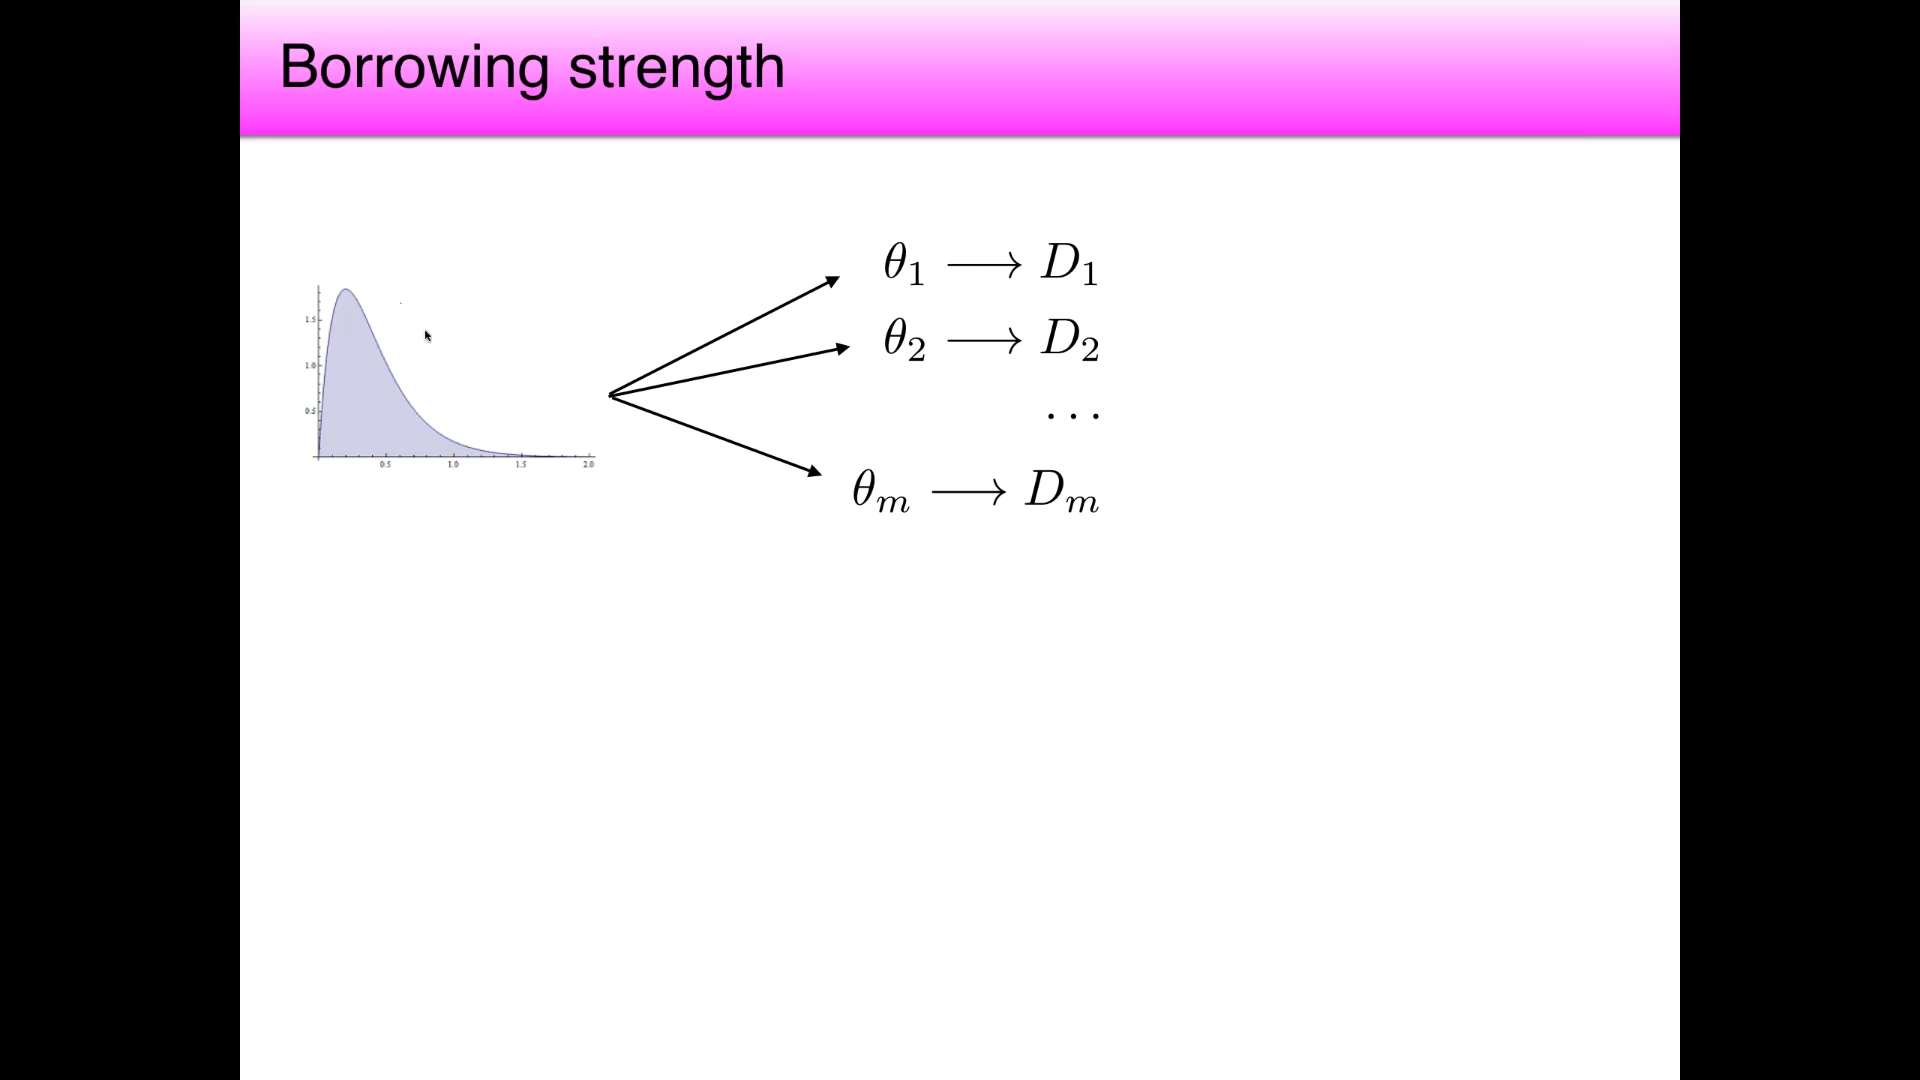 Borrowing strength
θ₁ ⟶ D₁
1.5
θ₂ ⟶ D₂
1.0
0.5
···
0.5 1.0 1.5 2.0
θₘ ⟶ Dₘ